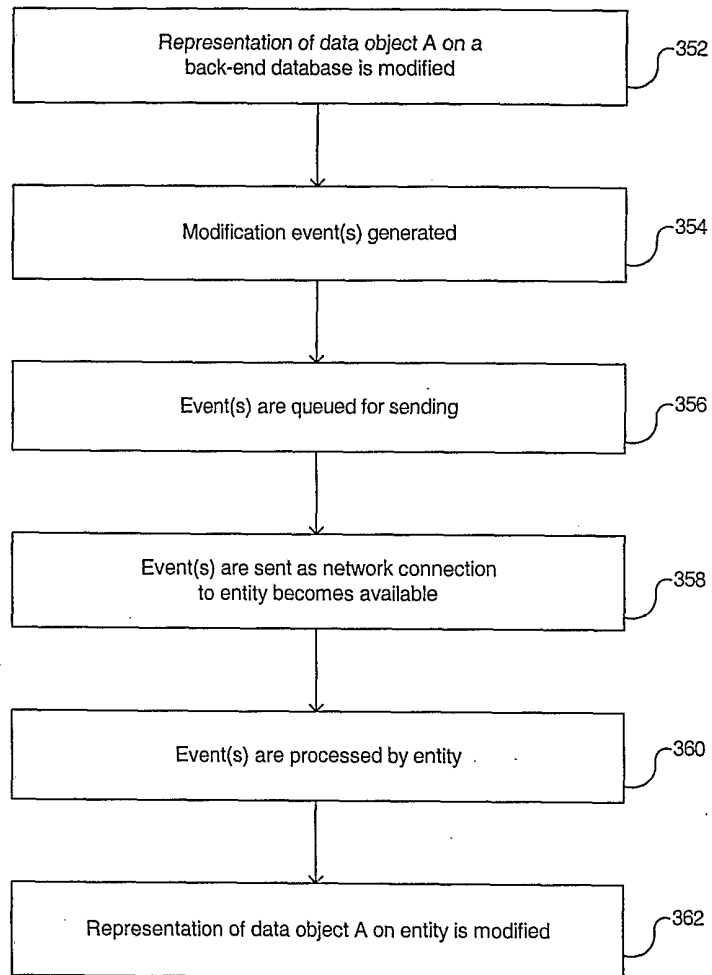 Representation of data object A on a
back-end database is modified
352
Modification event(s) generated
354
Event(s) are queued for sending
356
Event(s) are sent as network connection
to entity becomes available
358
Event(s) are processed by entity
360
Representation of data object A on entity is modified
362